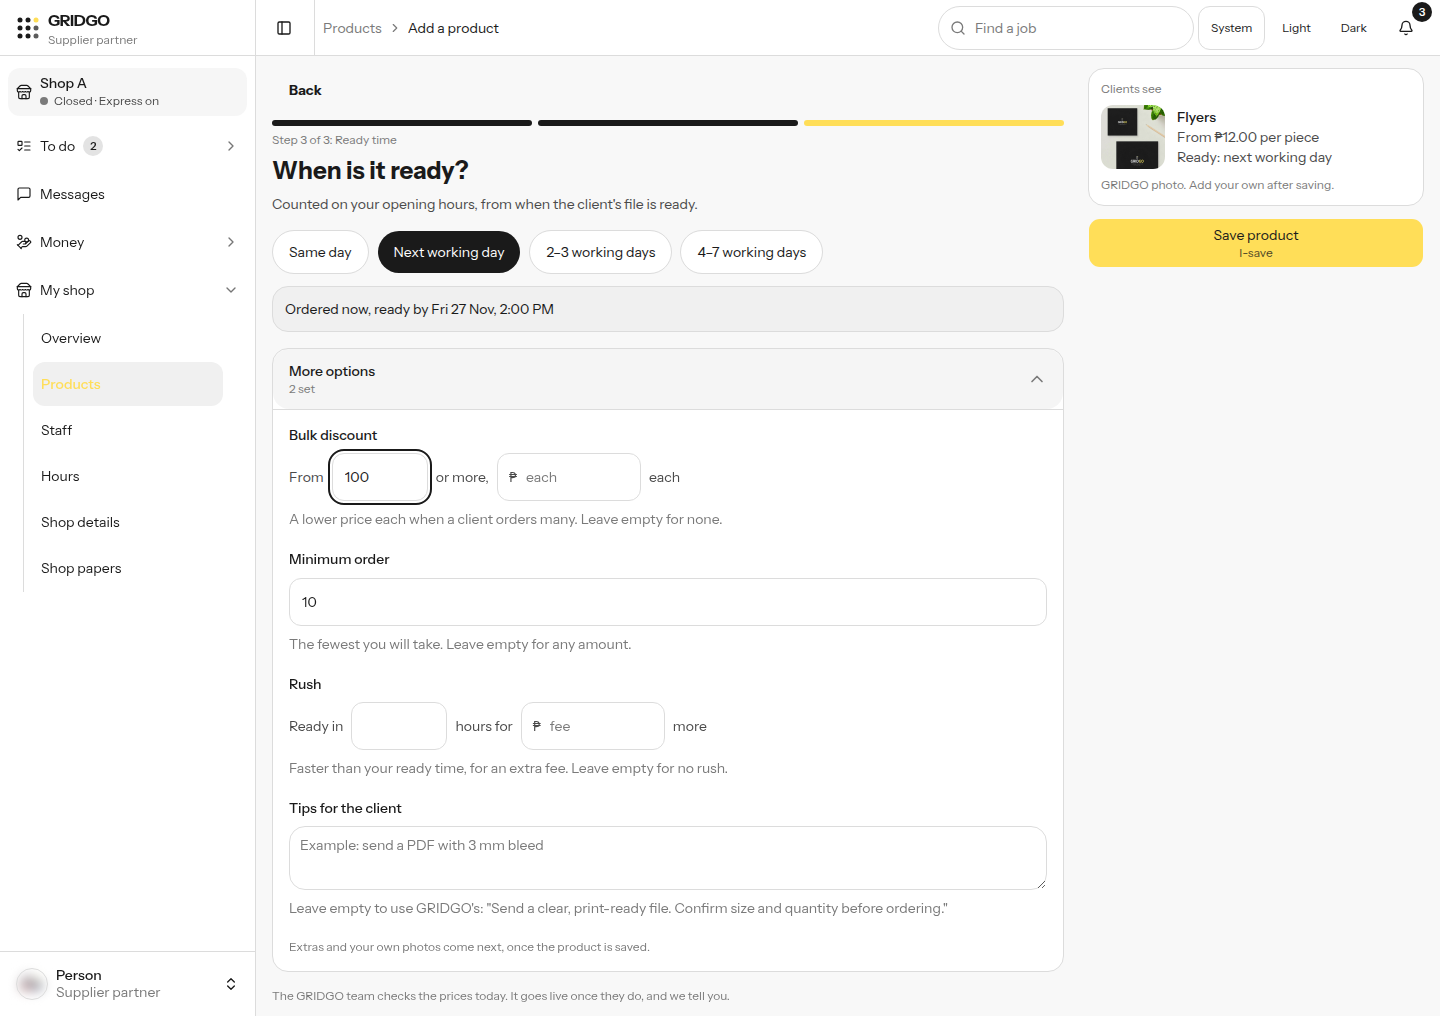 GRIDGO
Supplier partner
Products > Add a product
Find a job
System
Light
Dark
3
Shop A
Closed · Express on
To do 2
Messages
Money
My shop
Overview
Products
Staff
Hours
Shop details
Shop papers
Person
Supplier partner
Back
Step 3 of 3: Ready time
When is it ready?
Counted on your opening hours, from when the client's file is ready.
Same day
Next working day
2–3 working days
4–7 working days
Ordered now, ready by Fri 27 Nov, 2:00 PM
More options
2 set
Bulk discount
From 100 or more, ₱ each each
A lower price each when a client orders many. Leave empty for none.
Minimum order
10
The fewest you will take. Leave empty for any amount.
Rush
Ready in hours for ₱ fee more
Faster than your ready time, for an extra fee. Leave empty for no rush.
Tips for the client
Example: send a PDF with 3 mm bleed
Leave empty to use GRIDGO's: "Send a clear, print-ready file. Confirm size and quantity before ordering."
Extras and your own photos come next, once the product is saved.
The GRIDGO team checks the prices today. It goes live once they do, and we tell you.
Clients see
Flyers
From ₱12.00 per piece
Ready: next working day
GRIDGO photo. Add your own after saving.
Save product
I-save